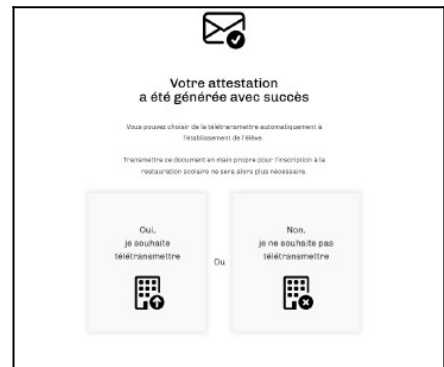 Votre attestation
a été générée avec succès
Vous pouvez choisir de la télétransmettre automatiquement à
l'établissement de l'élève.
Transmettre ce document en main propre pour l'inscription à la
restauration scolaire ne sera alors plus nécessaire.
Oui,
je souhaite
télétransmettre
Ou
Non,
je ne souhaite pas
télétransmettre